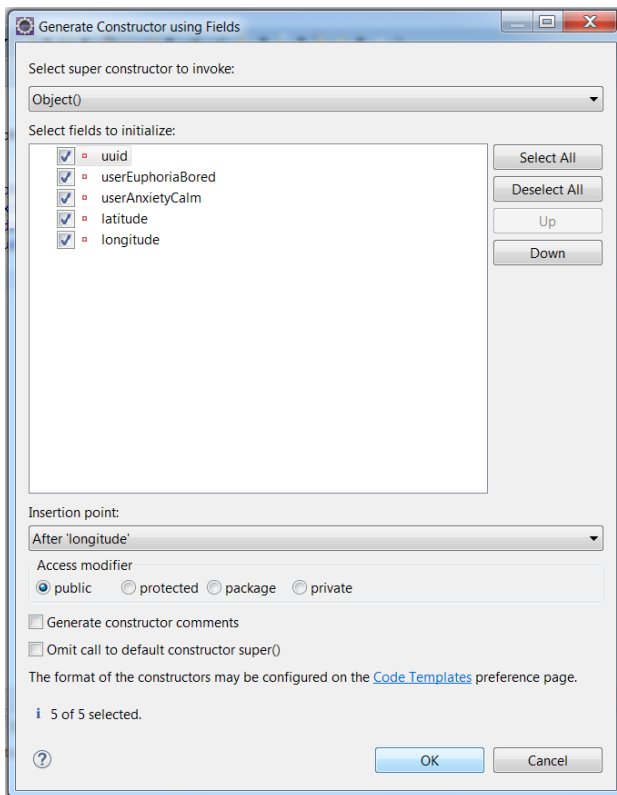 Generate Constructor using Fields
Select super constructor to invoke:
Object()
Select fields to initialize:
uuid
userEuphoriaBored
userAnxietyCalm
latitude
longitude
Select All
Deselect All
Up
Down
Insertion point:
After 'longitude'
Access modifier
public protected package private
Generate constructor comments
Omit call to default constructor super()
The format of the constructors may be configured on the Code Templates preference page.
i 5 of 5 selected.
?
OK Cancel